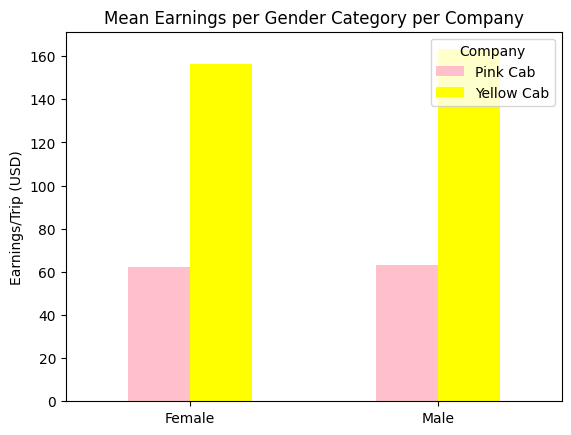 Mean Earnings per Gender Category per Company
Company
Pink Cab
Yellow Cab
Earnings/Trip (USD)
160
140
120
100
80
60
40
20
0
Female
Male